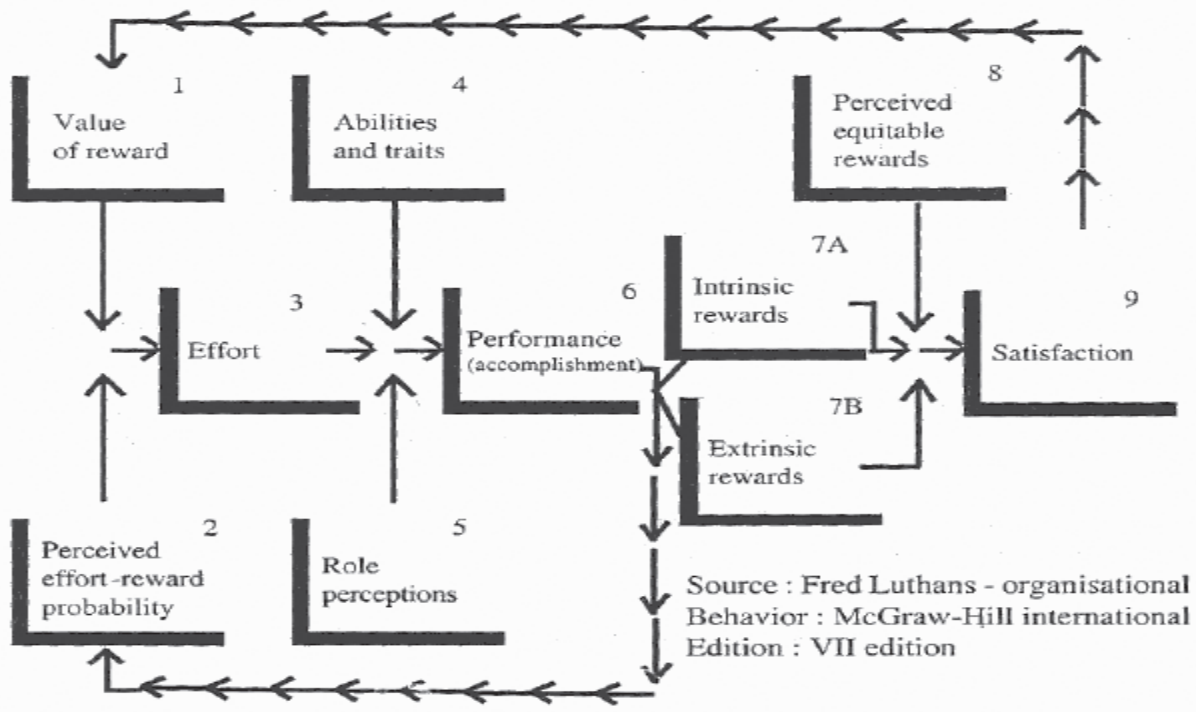 1
Value
of reward
4
Abilities
and traits
8
Perceived
equitable
rewards
7A
Intrinsic
rewards
3
Effort
6
Performance
(accomplishment)
9
Satisfaction
7B
Extrinsic
rewards
2
Perceived
effort-reward
probability
5
Role
perceptions
Source : Fred Luthans - organisational
Behavior : McGraw-Hill international
Edition : VII edition